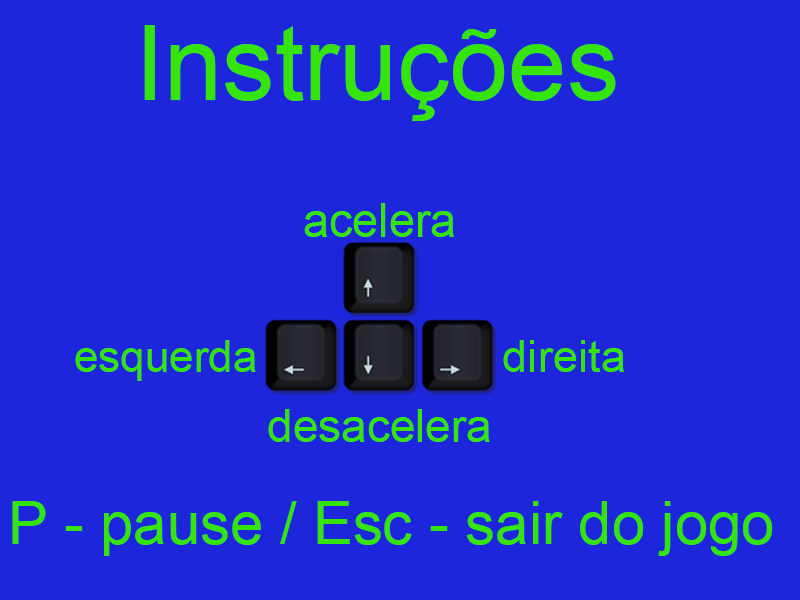 Instruções
acelera
esquerda direita
desacelera
P - pause / Esc - sair do jogo